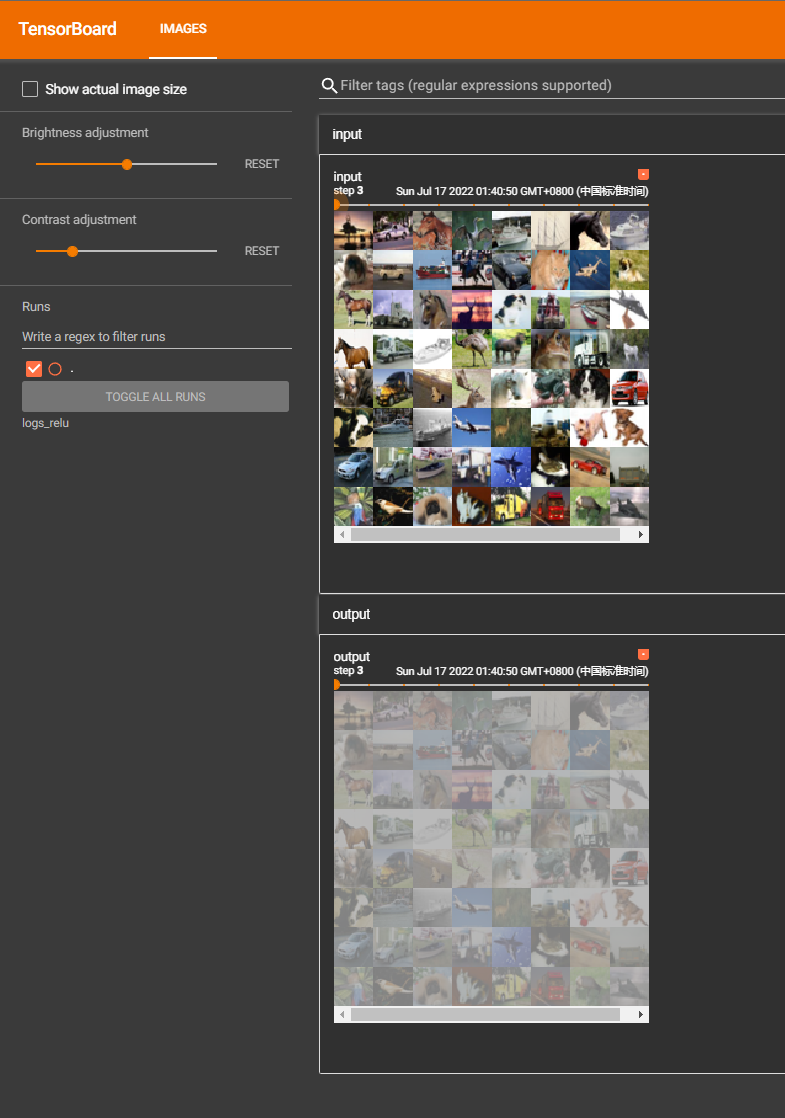 TensorBoard
IMAGES
Show actual image size
Filter tags (regular expressions supported)
Brightness adjustment
RESET
Contrast adjustment
RESET
Runs
Write a regex to filter runs
.
TOGGLE ALL RUNS
logs_relu
input
input
step 3
Sun Jul 17 2022 01:40:50 GMT+0800 (中国标准时间)
output
output
step 3
Sun Jul 17 2022 01:40:50 GMT+0800 (中国标准时间)